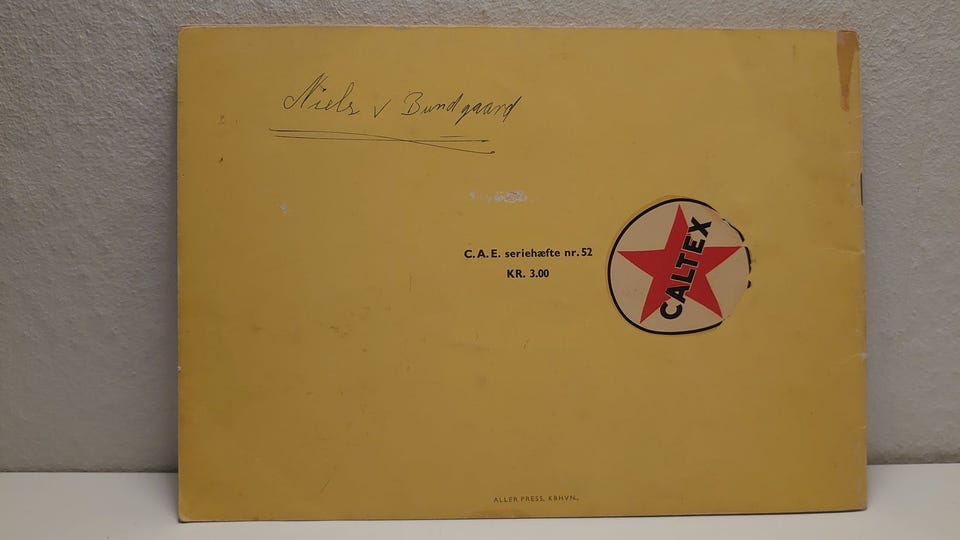 Niels v Bundgaard
C.A.E. seriehæfte nr. 52
KR. 3.00
CALTEX
ALLER PRESS, KBHVN.